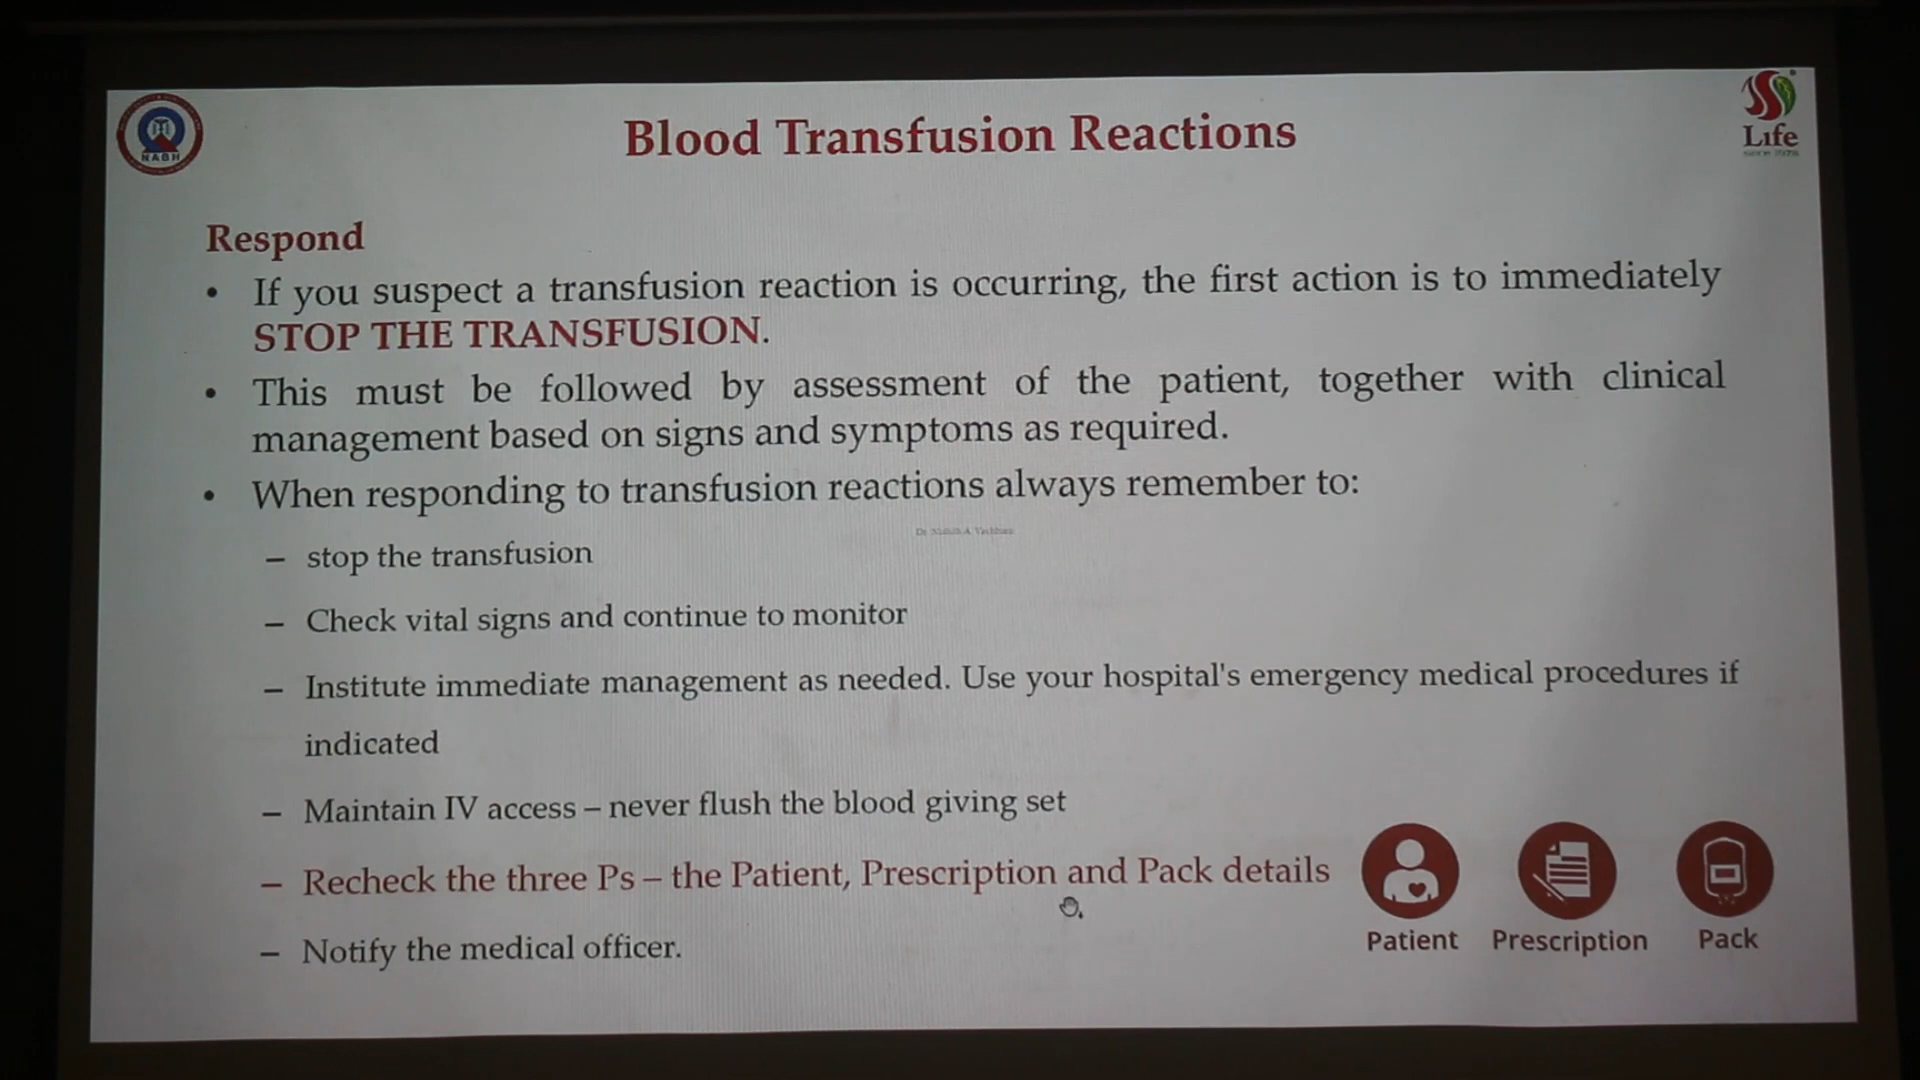 NABH
Life
Blood Transfusion Reactions
Respond
• If you suspect a transfusion reaction is occurring, the first action is to immediately
STOP THE TRANSFUSION.
• This must be followed by assessment of the patient, together with clinical
management based on signs and symptoms as required.
• When responding to transfusion reactions always remember to:
– stop the transfusion
– Check vital signs and continue to monitor
– Institute immediate management as needed. Use your hospital's emergency medical procedures if
indicated
– Maintain IV access – never flush the blood giving set
– Recheck the three Ps – the Patient, Prescription and Pack details
– Notify the medical officer.
Patient Prescription Pack